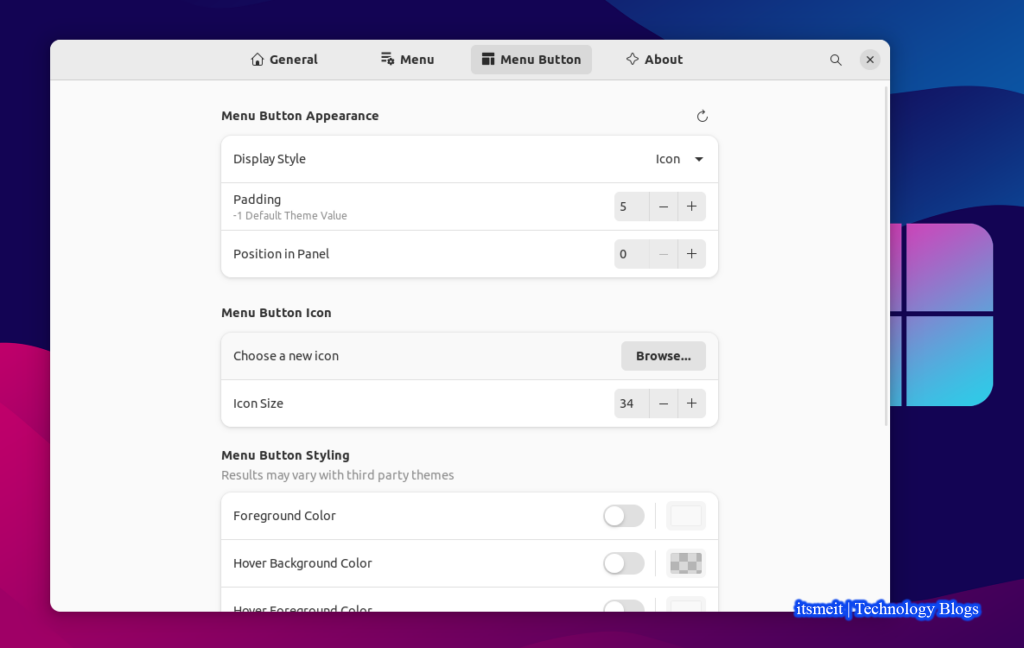 General Menu Menu Button About
Menu Button Appearance
Display Style Icon
Padding
-1 Default Theme Value
5 − +
Position in Panel 0 − +
Menu Button Icon
Choose a new icon Browse...
Icon Size 34 − +
Menu Button Styling
Results may vary with third party themes
Foreground Color
Hover Background Color
Hover Foreground Color
itsmeit | Technology Blogs